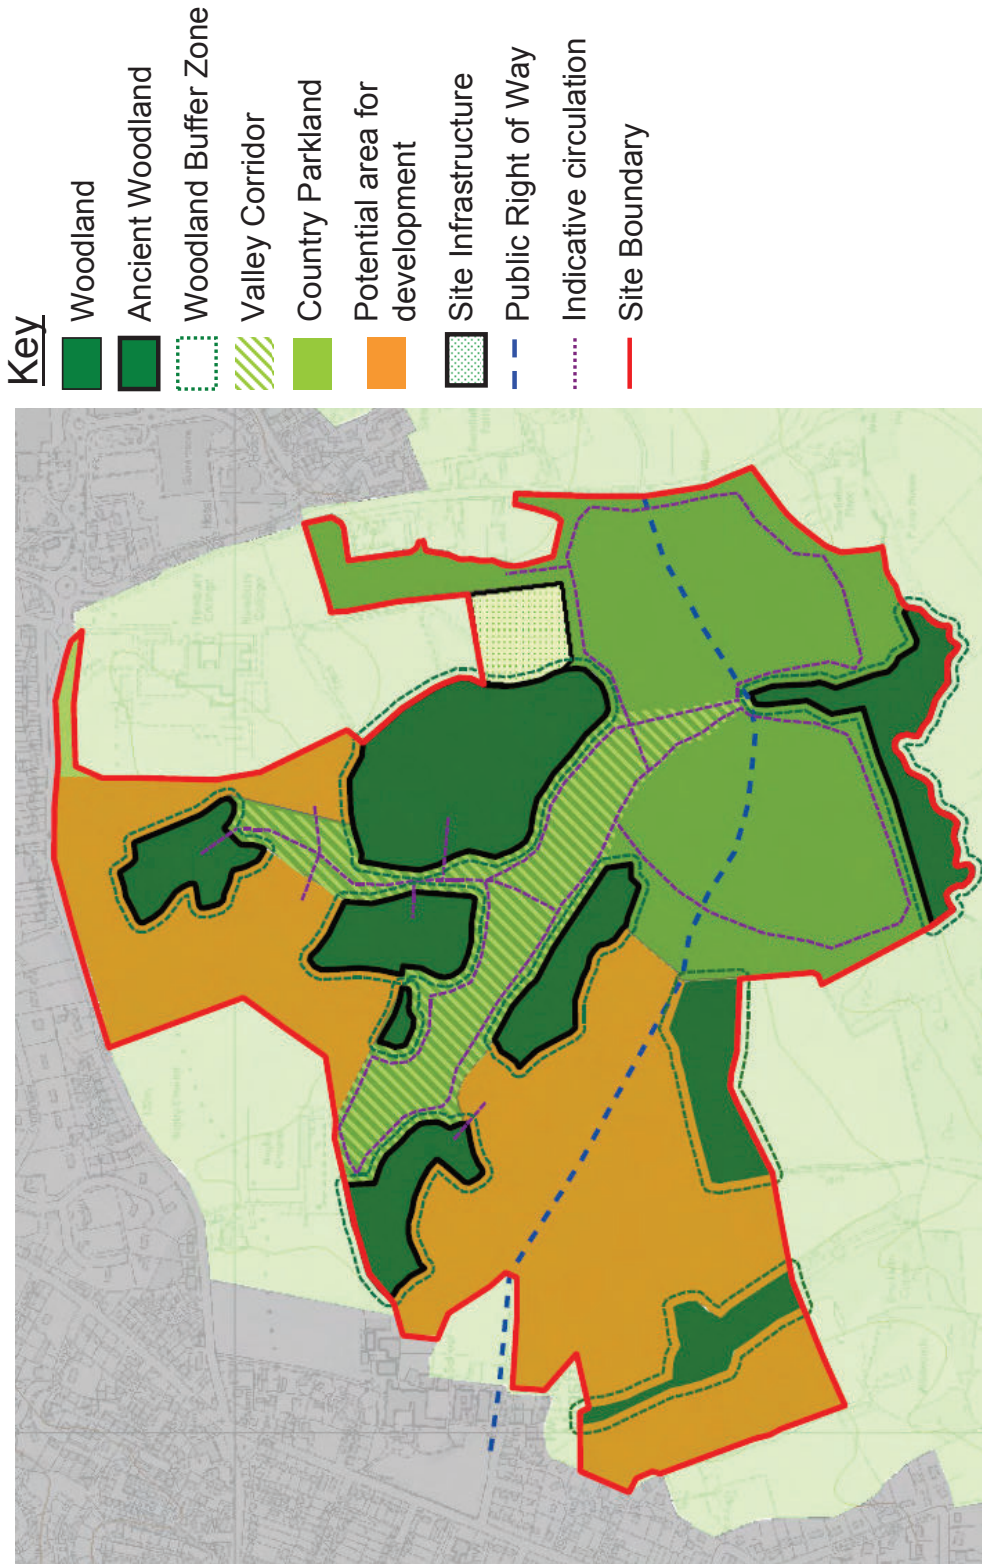 Key
Woodland
Ancient Woodland
Woodland Buffer Zone
Valley Corridor
Country Parkland
Potential area for
development
Site Infrastructure
Public Right of Way
Indicative circulation
Site Boundary